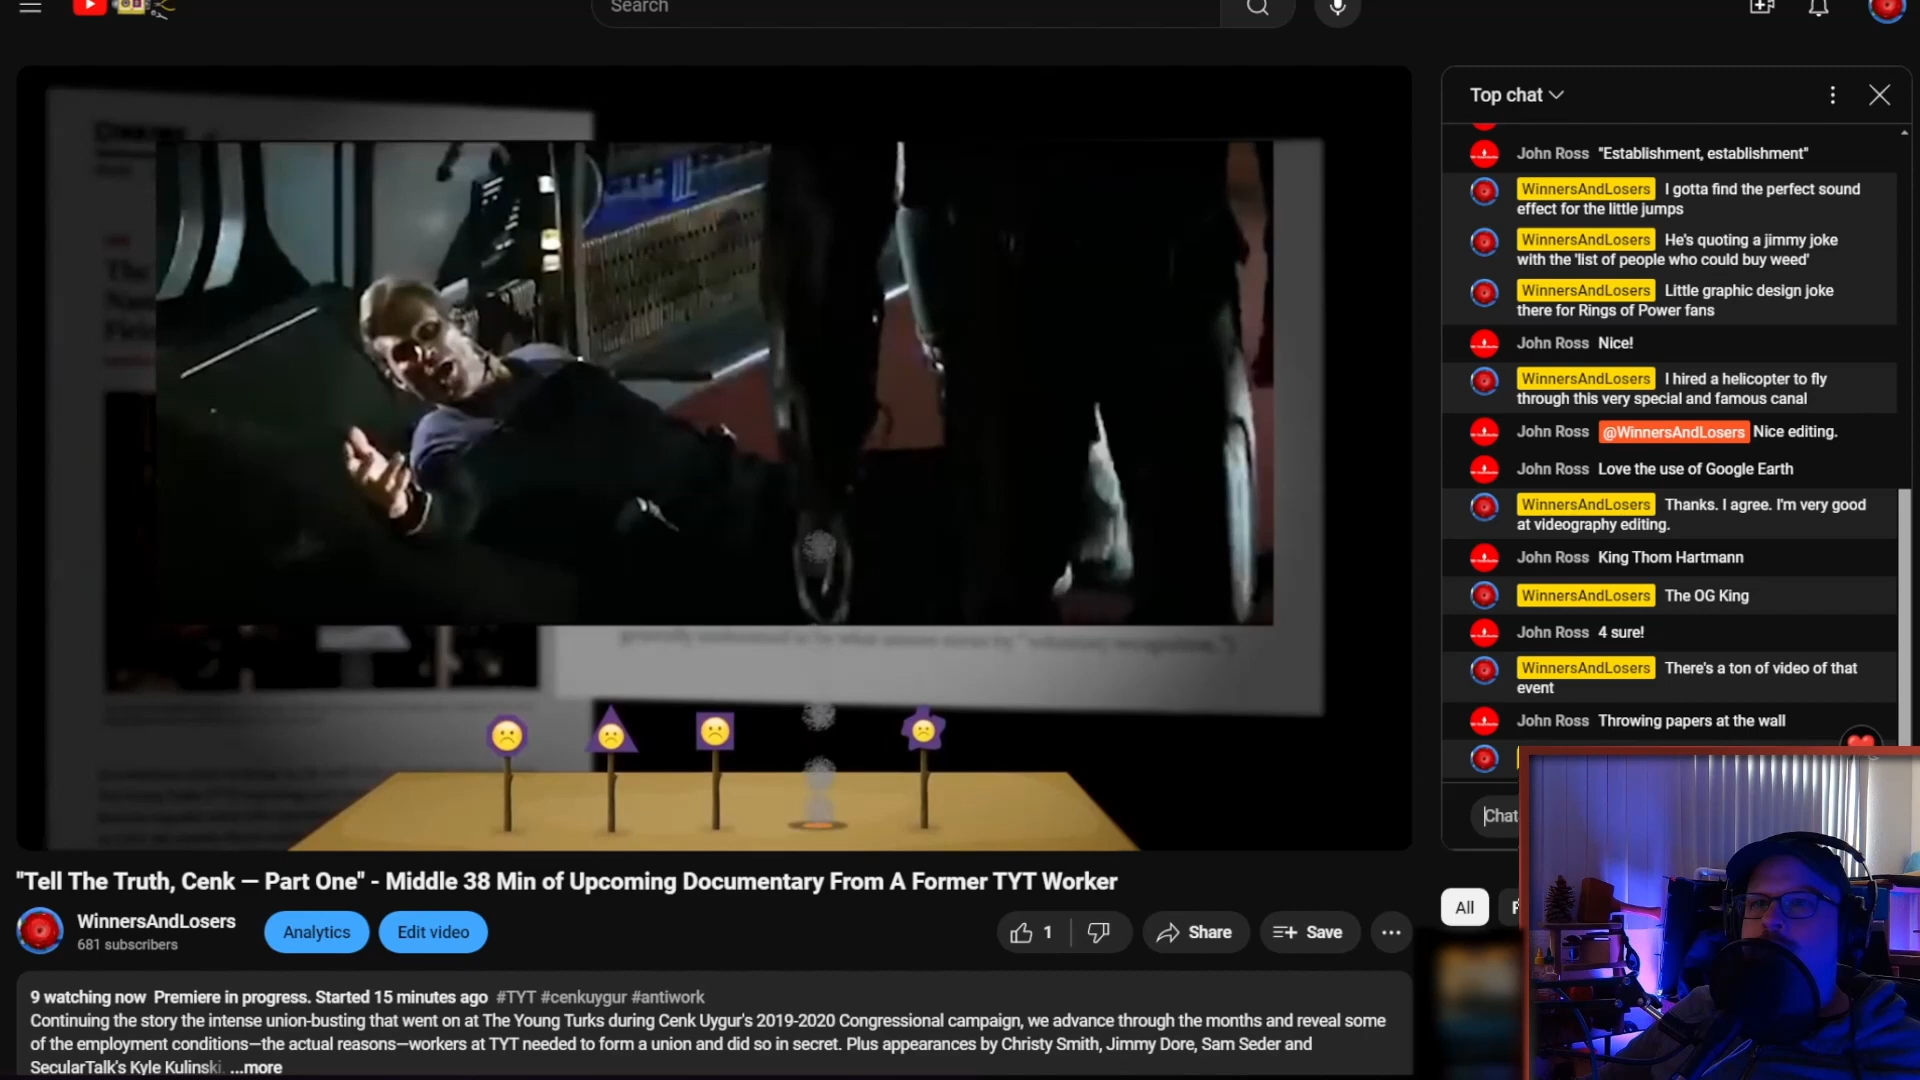 Search
Top chat
John Ross "Establishment, establishment"
WinnersAndLosers I gotta find the perfect sound
effect for the little jumps
WinnersAndLosers He's quoting a jimmy joke
with the 'list of people who could buy weed'
WinnersAndLosers Little graphic design joke
there for Rings of Power fans
John Ross Nice!
WinnersAndLosers I hired a helicopter to fly
through this very special and famous canal
John Ross @WinnersAndLosers Nice editing.
John Ross Love the use of Google Earth
WinnersAndLosers Thanks. I agree. I'm very good
at videography editing.
John Ross King Thom Hartmann
WinnersAndLosers The OG King
John Ross 4 sure!
WinnersAndLosers There's a ton of video of that
event
John Ross Throwing papers at the wall
Chat
All
"Tell The Truth, Cenk — Part One" - Middle 38 Min of Upcoming Documentary From A Former TYT Worker
WinnersAndLosers
681 subscribers
Analytics
Edit video
1
Share
Save
9 watching now Premiere in progress. Started 15 minutes ago #TYT #cenkuygur #antiwork
Continuing the story the intense union-busting that went on at The Young Turks during Cenk Uygur's 2019-2020 Congressional campaign, we advance through the months and reveal some
of the employment conditions—the actual reasons—workers at TYT needed to form a union and did so in secret. Plus appearances by Christy Smith, Jimmy Dore, Sam Seder and
SecularTalk's Kyle Kulinski. ...more